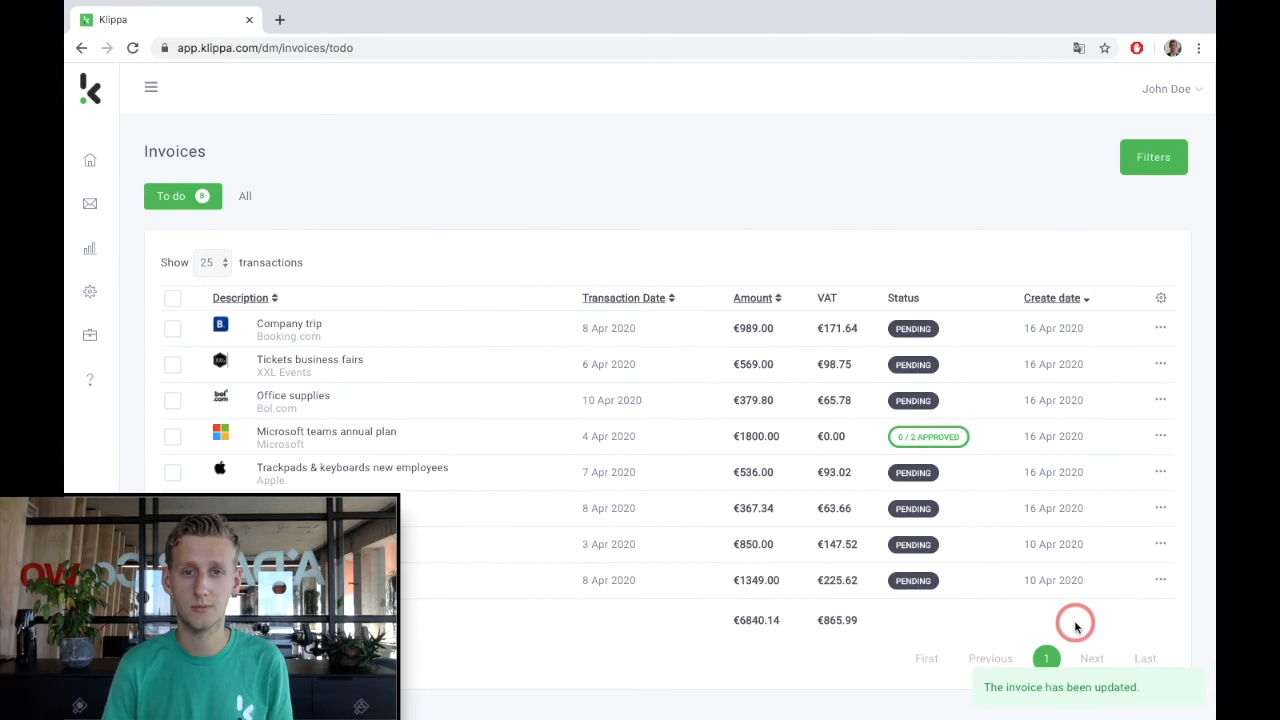 Klippa
app.klippa.com/dm/invoices/todo
John Doe
Invoices
Filters
To do 8 All
Show 25 transactions
Description Transaction Date Amount VAT Status Create date
B. Company trip 8 Apr 2020 €989.00 €171.64 PENDING 16 Apr 2020 ...
Booking.com
XXL Tickets business fairs 6 Apr 2020 €569.00 €98.75 PENDING 16 Apr 2020 ...
XXL Events
bol.com Office supplies 10 Apr 2020 €379.80 €65.78 PENDING 16 Apr 2020 ...
Bol.com
Microsoft teams annual plan 4 Apr 2020 €1800.00 €0.00 0 / 2 APPROVED 16 Apr 2020 ...
Microsoft
Trackpads & keyboards new employees 7 Apr 2020 €536.00 €93.02 PENDING 16 Apr 2020 ...
Apple
8 Apr 2020 €367.34 €63.66 PENDING 16 Apr 2020 ...
3 Apr 2020 €850.00 €147.52 PENDING 10 Apr 2020 ...
8 Apr 2020 €1349.00 €225.62 PENDING 10 Apr 2020 ...
€6840.14 €865.99
First Previous 1 Next Last
The invoice has been updated.